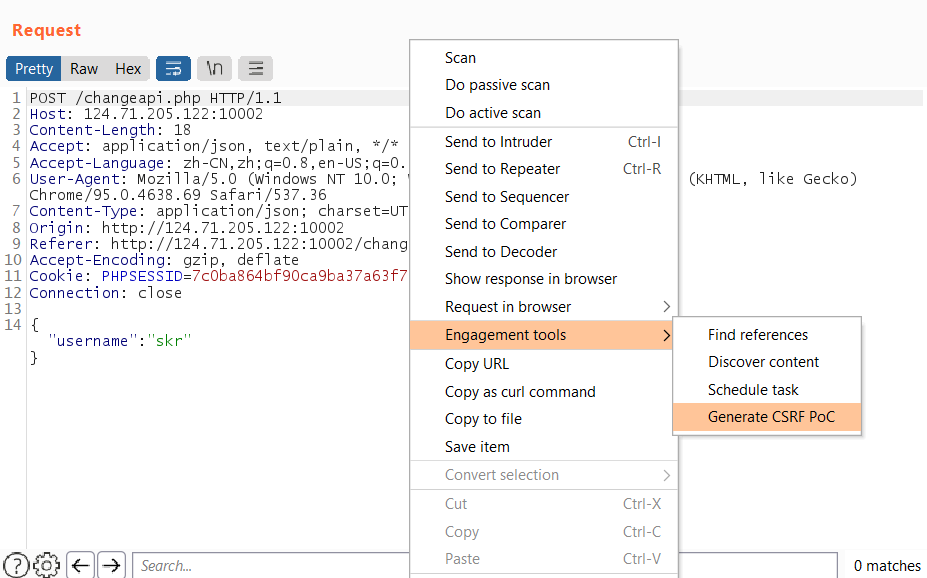 Request
Pretty Raw Hex \n
1 POST /changeapi.php HTTP/1.1
2 Host: 124.71.205.122:10002
3 Content-Length: 18
4 Accept: application/json, text/plain, */*
5 Accept-Language: zh-CN,zh;q=0.8,en-US;q=0.
6 User-Agent: Mozilla/5.0 (Windows NT 10.0; (KHTML, like Gecko)
Chrome/95.0.4638.69 Safari/537.36
7 Content-Type: application/json; charset=UT
8 Origin: http://124.71.205.122:10002
9 Referer: http://124.71.205.122:10002/chang
10 Accept-Encoding: gzip, deflate
11 Cookie: PHPSESSID=7c0ba864bf90ca9ba37a63f7
12 Connection: close
13
14 {
"username":"skr"
}
Scan
Do passive scan
Do active scan
Send to Intruder Ctrl-I
Send to Repeater Ctrl-R
Send to Sequencer
Send to Comparer
Send to Decoder
Show response in browser
Request in browser
Engagement tools
Copy URL
Copy as curl command
Copy to file
Save item
Convert selection
Cut Ctrl-X
Copy Ctrl-C
Paste Ctrl-V
Find references
Discover content
Schedule task
Generate CSRF PoC
Search...
0 matches